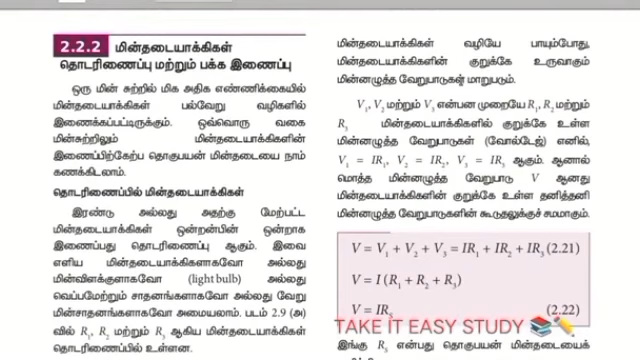 2.2.2 மின்தடையாக்கிகள்
தொடரிணைப்பு மற்றும் பக்க இணைப்பு
ஒரு மின் சுற்றில் மிக அதிக எண்ணிக்கையில்
மின்தடையாக்கிகள் பல்வேறு வழிகளில்
இணைக்கப்பட்டிருக்கும். ஒவ்வொரு வகை
மின்சுற்றிலும் மின்தடையாக்கிகளின்
இணைப்பிற்கேற்ப தொகுபயன் மின்தடையை நாம்
கணக்கிடலாம்.
தொடரிணைப்பில் மின்தடையாக்கிகள்
இரண்டு அல்லது அதற்கு மேற்பட்ட
மின்தடையாக்கிகள் ஒன்றன்பின் ஒன்றாக
இணைப்பது தொடரிணைப்பு ஆகும். இவை
எளிய மின்தடையாக்கிகளாகவோ அல்லது
மின்விளக்குளாகவோ (light bulb) அல்லது
வெப்பமேற்றும் சாதனங்களாகவோ அல்லது வேறு
மின்சாதனங்களாகவோ அமையலாம். படம் 2.9 (அ)
வில் R₁, R₂ மற்றும் R₃ ஆகிய மின்தடையாக்கிகள்
தொடரிணைப்பில் உள்ளன.
மின்தடையாக்கிகள் வழியே பாயும்போது,
மின்தடையாக்கிகளின் குறுக்கே உருவாகும்
மின்னழுத்த வேறுபாடுகள் மாறுபடும்.
V₁, V₂ மற்றும் V₃ என்பன முறையே R₁, R₂ மற்றும்
R₃ மின்தடையாக்கிகளில் குறுக்கே உள்ள
மின்னழுத்த வேறுபாடுகள் (வோல்டேஜ்) எனில்,
V₁ = IR₁, V₂ = IR₂, V₃ = IR₃ ஆகும். ஆனால்
மொத்த மின்னழுத்த வேறுபாடு V ஆனது
மின்தடையாக்கிகளின் குறுக்கே உள்ள தனித்தனி
மின்னழுத்த வேறுபாடுகளின் கூடுதலுக்குச் சமமாகும்.
V = V₁ + V₂ + V₃ = IR₁ + IR₂ + IR₃ (2.21)
V = I (R₁ + R₂ + R₃)
V = IRₛ (2.22)
TAKE IT EASY STUDY 📚✏️
இங்கு Rₛ என்பது தொகுபயன் மின்தடையைக்